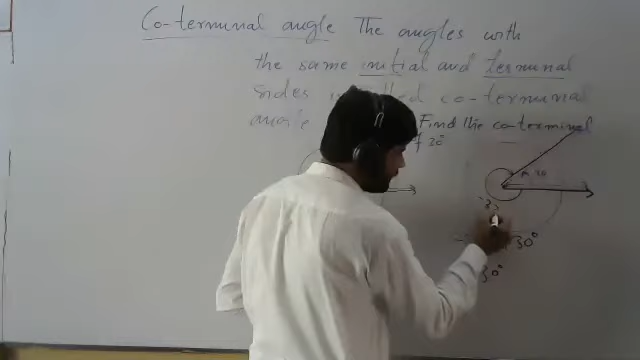 Co-terminal angle The angles with
the same initial and terminal
sides called co-terminal
angle Find the co-terminal
30°
30°
30°